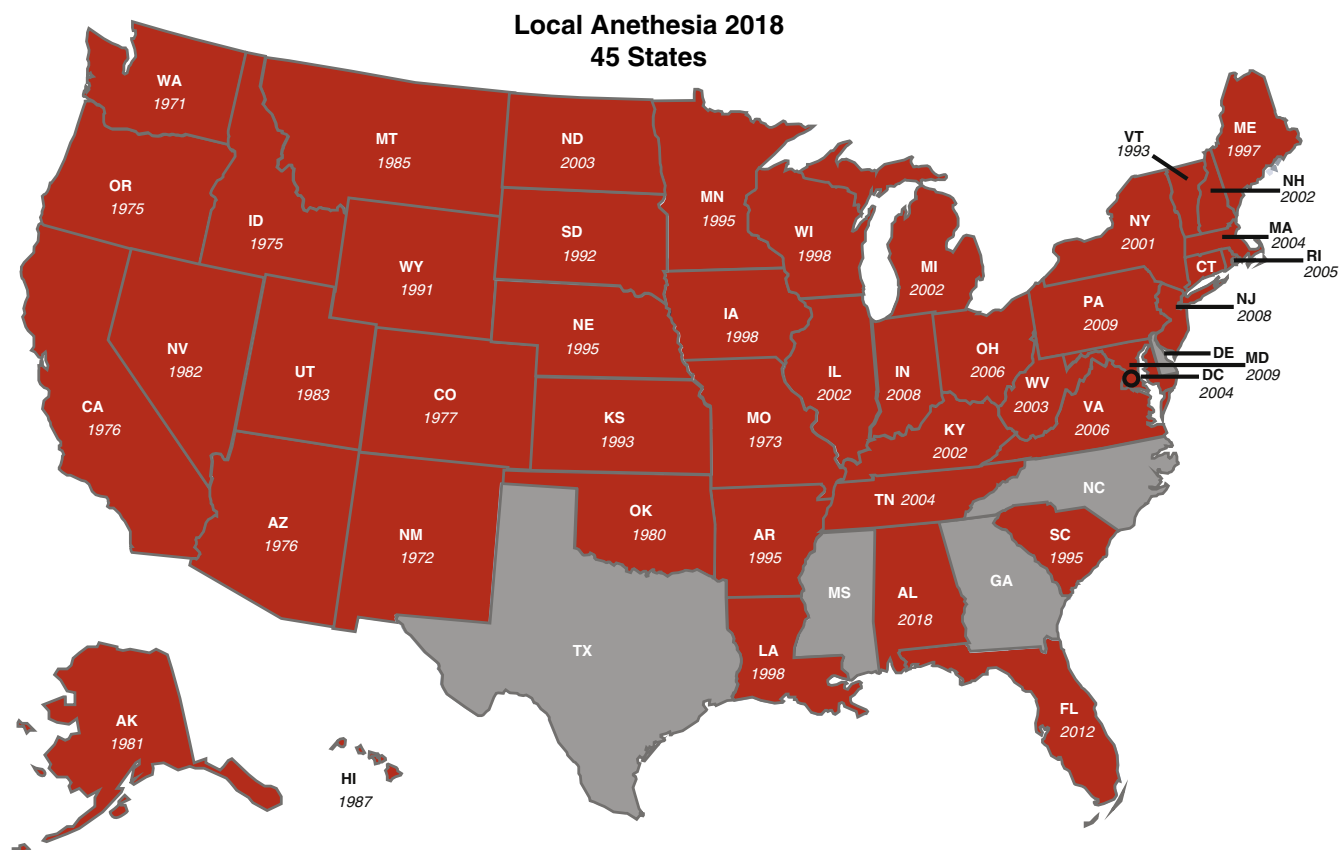 Local Anethesia 2018
45 States
WA
1971
OR
1975
ID
1975
MT
1985
ND
2003
MN
1995
SD
1992
WI
1998
WY
1991
MI
2002
VT
1993
ME
1997
NH
2002
NY
2001
MA
2004
CT
RI
2005
NJ
2008
PA
2009
DE
MD
2009
DC
2004
NE
1995
IA
1998
NV
1982
UT
1983
CO
1977
CA
1976
KS
1993
MO
1973
IL
2002
IN
2008
OH
2006
WV
2003
VA
2006
KY
2002
NC
TN 2004
AZ
1976
NM
1972
OK
1980
AR
1995
SC
1995
MS
AL
2018
GA
TX
LA
1998
FL
2012
AK
1981
HI
1987